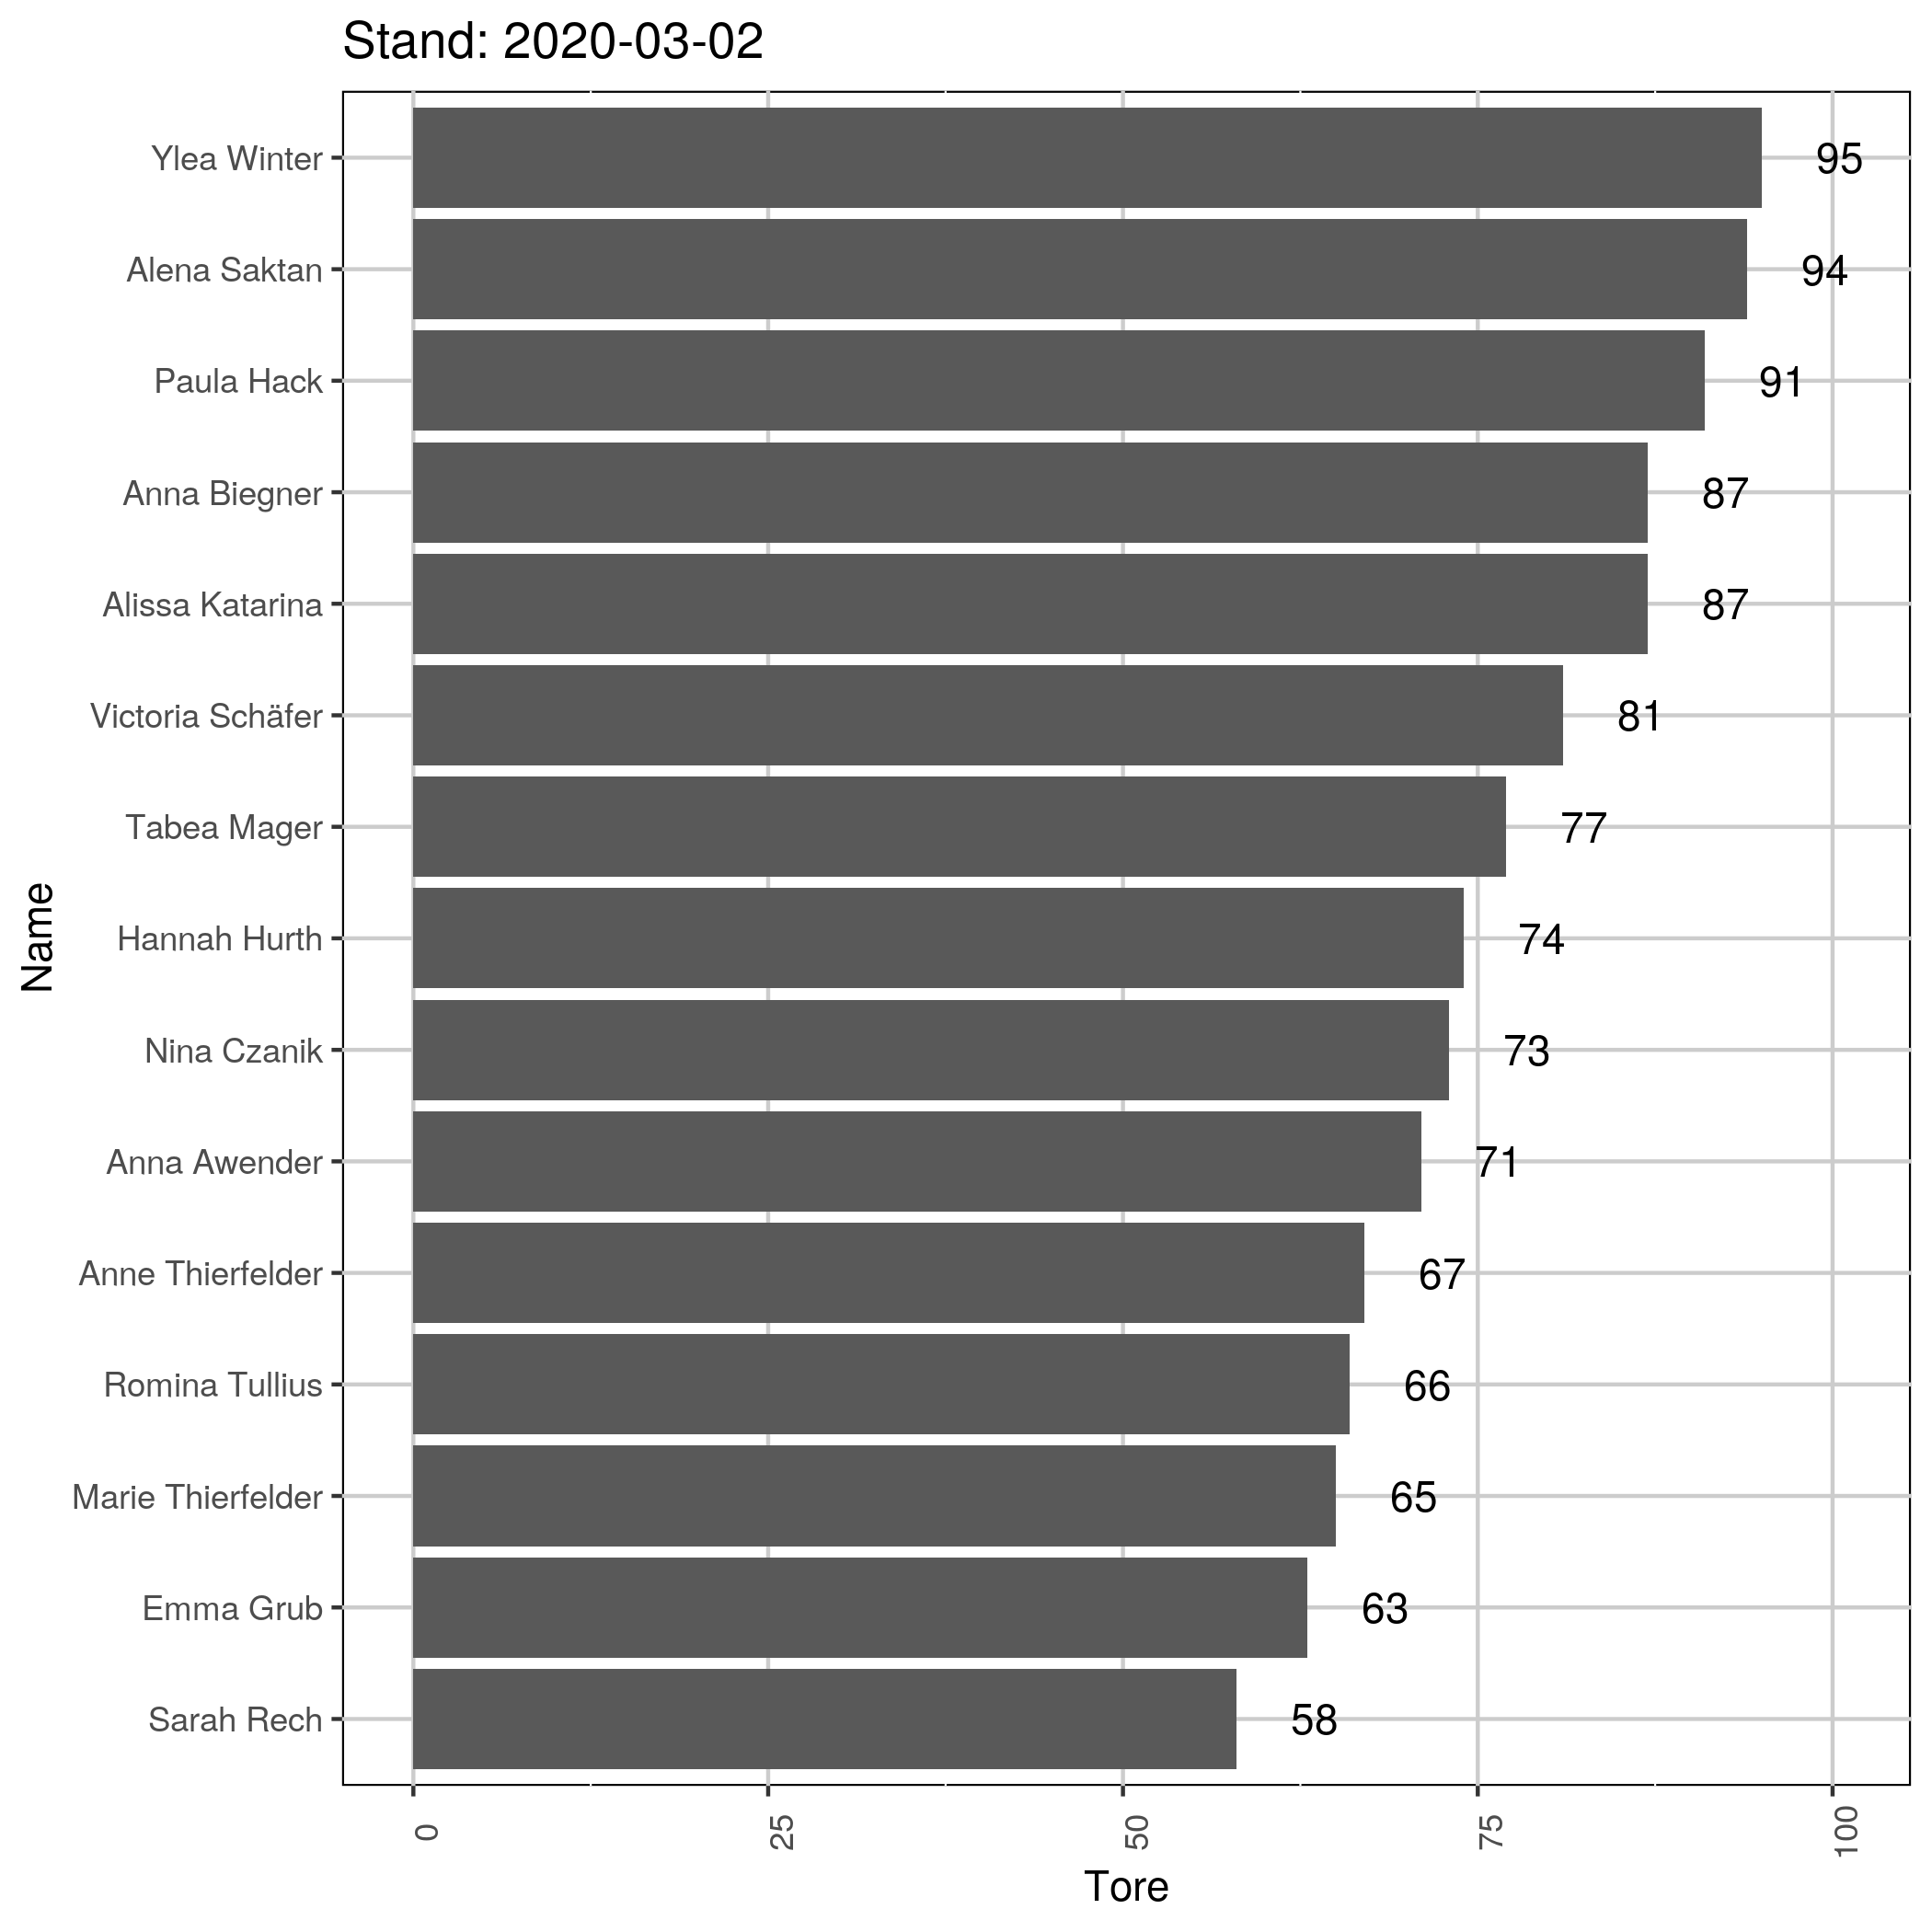 Stand: 2020-03-02
Ylea Winter 95
Alena Saktan 94
Paula Hack 91
Anna Biegner 87
Alissa Katarina 87
Victoria Schäfer 81
Tabea Mager 77
Hannah Hurth 74
Nina Czanik 73
Anna Awender 71
Anne Thierfelder 67
Romina Tullius 66
Marie Thierfelder 65
Emma Grub 63
Sarah Rech 58
Name
0 25 50 75 100
Tore